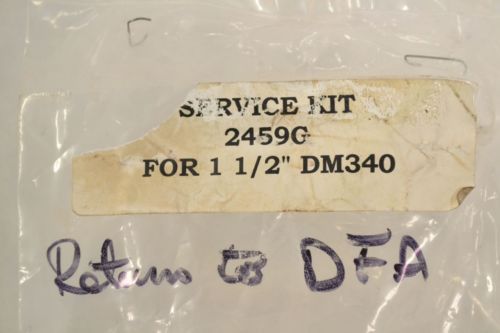 SERVICE KIT
2459G
FOR 1 1/2" DM340
Return to DFA